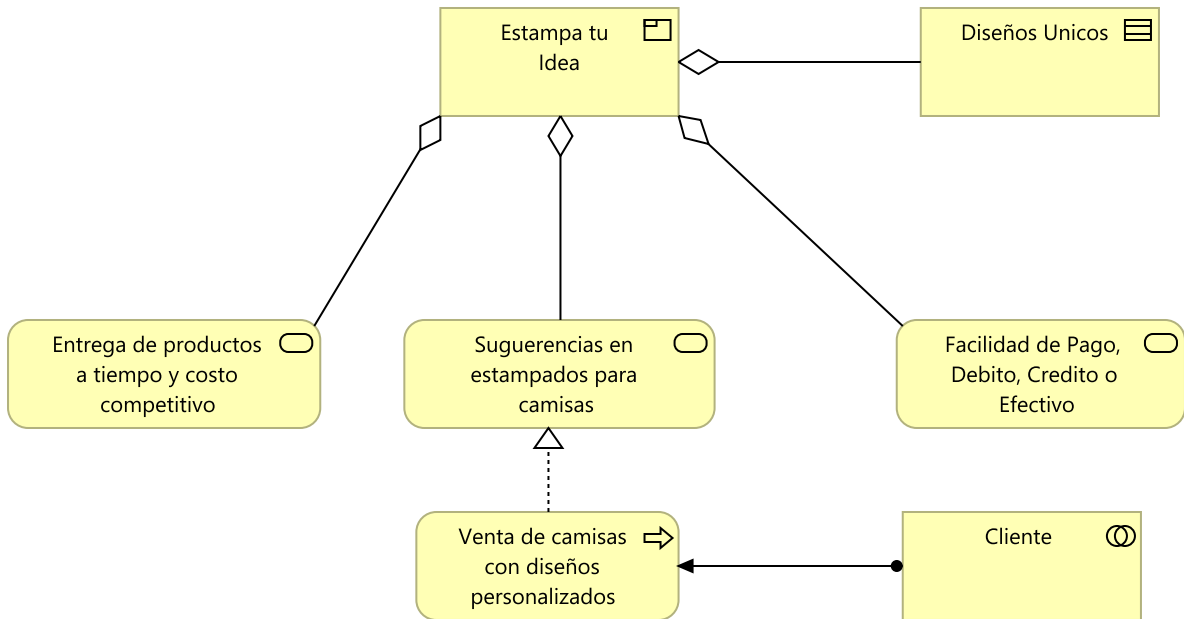 Estampa tu
Idea
Diseños Unicos
Entrega de productos
a tiempo y costo
competitivo
Suguerencias en
estampados para
camisas
Facilidad de Pago,
Debito, Credito o
Efectivo
Venta de camisas
con diseños
personalizados
Cliente